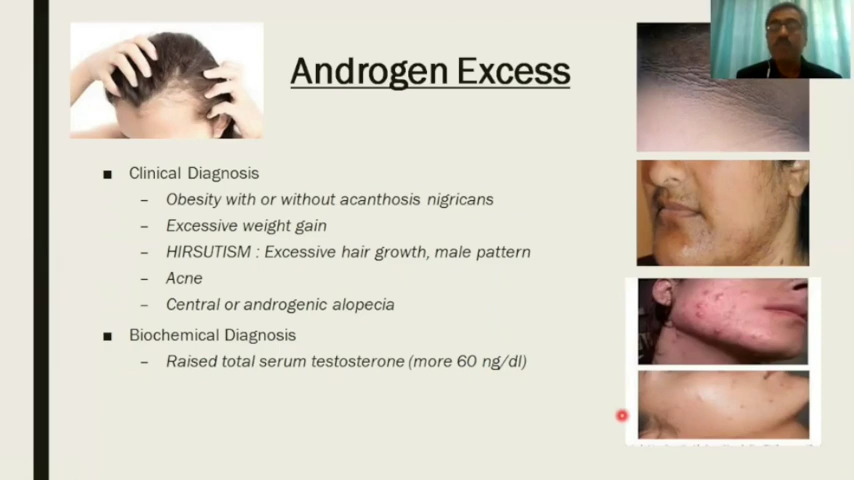 Androgen Excess
■ Clinical Diagnosis
– Obesity with or without acanthosis nigricans
– Excessive weight gain
– HIRSUTISM : Excessive hair growth, male pattern
– Acne
– Central or androgenic alopecia
■ Biochemical Diagnosis
– Raised total serum testosterone (more 60 ng/dl)